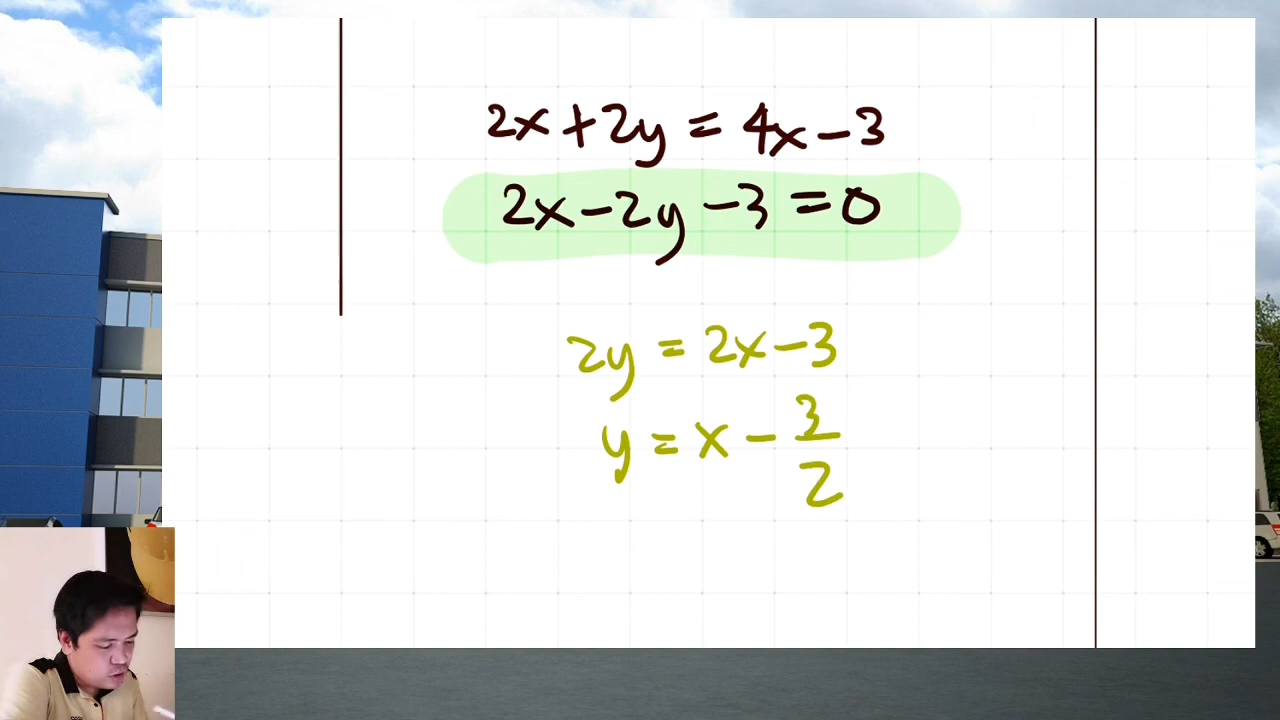 2x + 2y = 4x - 3
2x - 2y - 3 = 0
2y = 2x - 3
y = x - 3/2